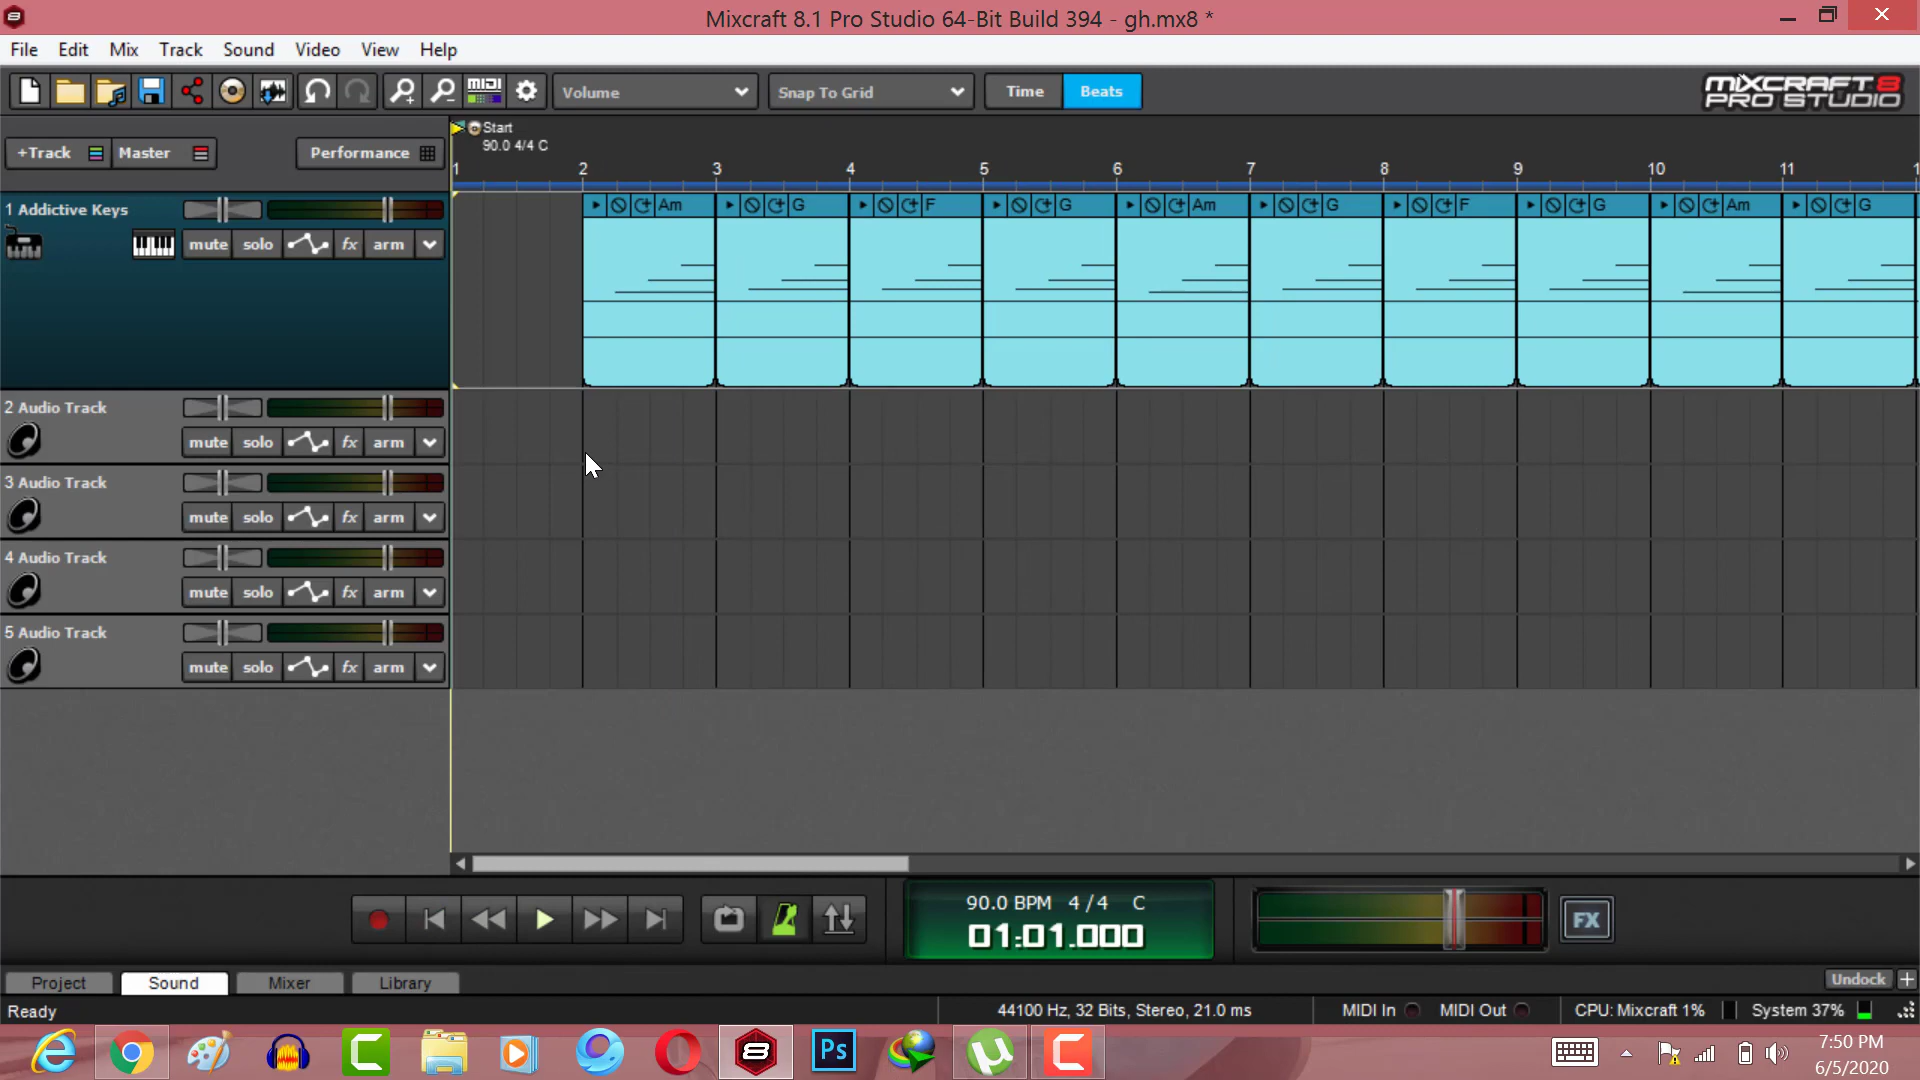 Mixcraft 8.1 Pro Studio 64-Bit Build 394 - gh.mx8 *
File Edit Mix Track Sound Video View Help
MIDI Volume Snap To Grid Time Beats MIXCRAFT 8 PRO STUDIO
Start
90.0 4/4 C
+Track Master Performance
1 2 3 4 5 6 7 8 9 10 11 1
1 Addictive Keys Am G F G Am G F G Am G
mute solo fx arm
2 Audio Track
mute solo fx arm
3 Audio Track
mute solo fx arm
4 Audio Track
mute solo fx arm
5 Audio Track
mute solo fx arm
90.0 BPM 4/4 C
01:01.000
FX
Project Sound Mixer Library Undock +
Ready 44100 Hz, 32 Bits, Stereo, 21.0 ms MIDI In MIDI Out CPU: Mixcraft 1% System 37%
8 Ps C
7:50 PM
6/5/2020